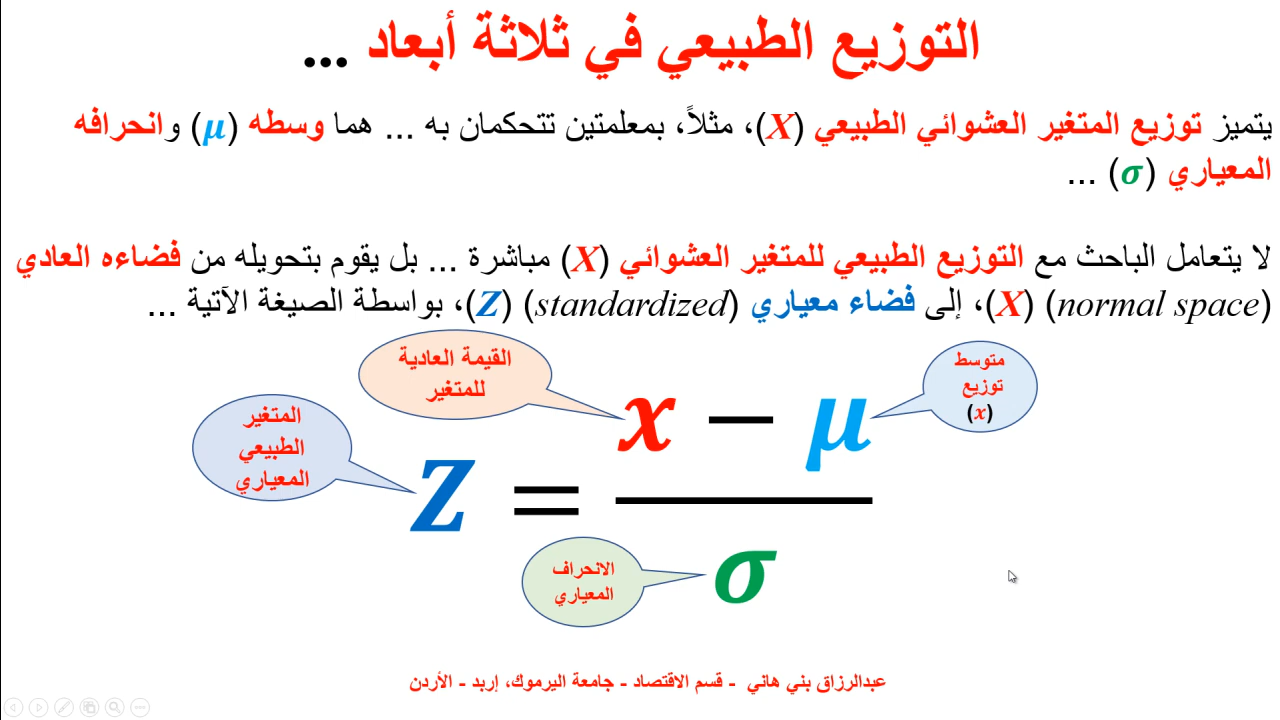 التوزيع الطبيعي في ثلاثة أبعاد ...
يتميز توزيع المتغير العشوائي الطبيعي (X)، مثلاً، بمعلمتين تتحكمان به ... هما وسطه (μ) وانحرافه
المعياري (σ) ...
لا يتعامل الباحث مع التوزيع الطبيعي للمتغير العشوائي (X) مباشرة ... بل يقوم بتحويله من فضاءه العادي
(normal space) (X)، إلى فضاء معياري (standardized) (Z)، بواسطة الصيغة الآتية ...
متوسط
توزيع
(x)
القيمة العادية
للمتغير
المتغير
الطبيعي
المعياري
x − μ
Z =
σ
الانحراف
المعياري
عبدالرزاق بني هاني - قسم الاقتصاد - جامعة اليرموك، إربد - الأردن